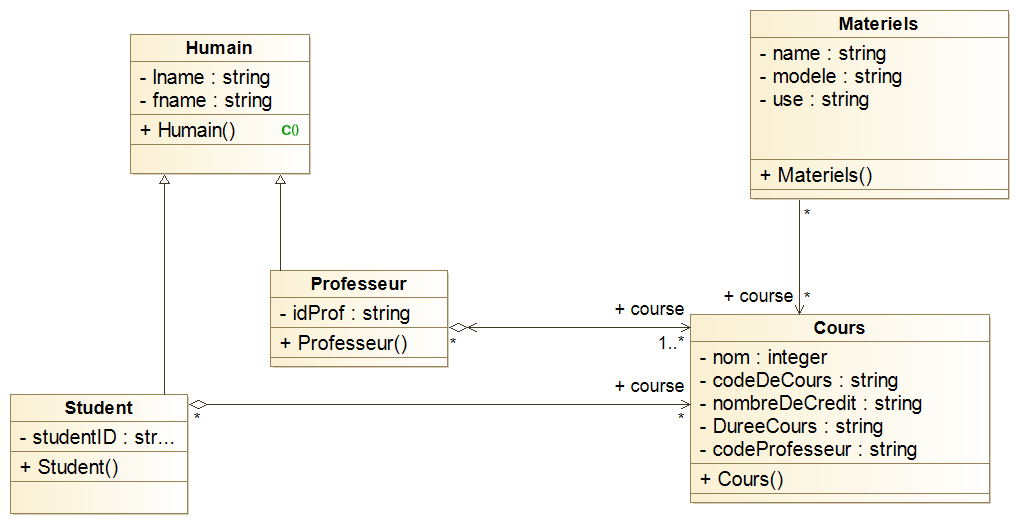 Humain
- lname : string
- fname : string
+ Humain() C()
Materiels
- name : string
- modele : string
- use : string
+ Materiels()
*
+ course *
Professeur
- idProf : string
+ Professeur()
*
+ course
1..*
Student
- studentID : str...
+ Student()
*
+ course
*
Cours
- nom : integer
- codeDeCours : string
- nombreDeCredit : string
- DureeCours : string
- codeProfesseur : string
+ Cours()